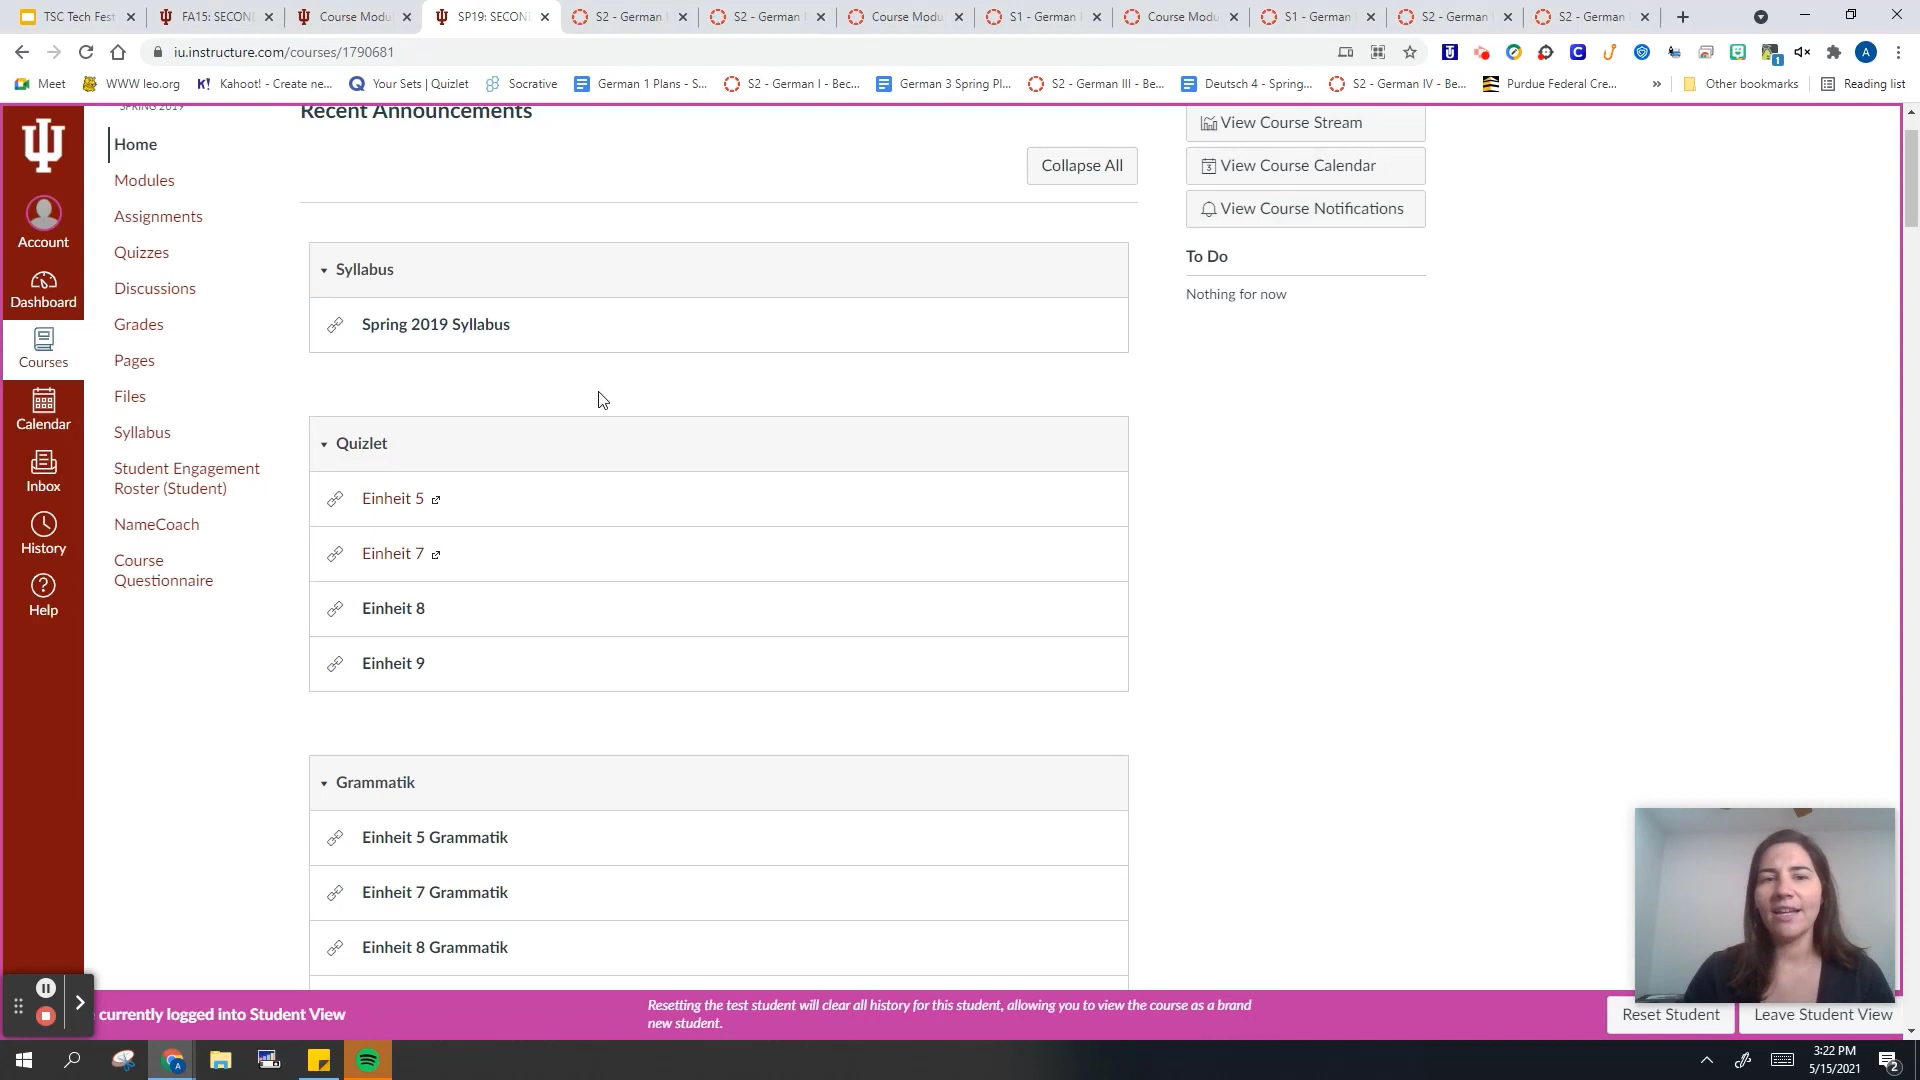 TSC Tech Fest
FA15: SECON
Course Modu
SP19: SECON
S2 - German
S2 - German
Course Modu
S1 - German
Course Modu
S1 - German
S2 - German
S2 - German
iu.instructure.com/courses/1790681
Meet
WWW leo.org
Kahoot! - Create ne...
Your Sets | Quizlet
Socrative
German 1 Plans - S...
S2 - German I - Bec...
German 3 Spring Pl...
S2 - German III - Be...
Deutsch 4 - Spring...
S2 - German IV - Be...
Purdue Federal Cre...
»
Other bookmarks
Reading list
SPRING 2019
Home
Modules
Assignments
Quizzes
Discussions
Grades
Pages
Files
Syllabus
Student Engagement
Roster (Student)
NameCoach
Course
Questionnaire
Account
Dashboard
Courses
Calendar
Inbox
History
Help
Recent Announcements
Collapse All
Syllabus
Spring 2019 Syllabus
Quizlet
Einheit 5
Einheit 7
Einheit 8
Einheit 9
Grammatik
Einheit 5 Grammatik
Einheit 7 Grammatik
Einheit 8 Grammatik
View Course Stream
View Course Calendar
View Course Notifications
To Do
Nothing for now
currently logged into Student View
Resetting the test student will clear all history for this student, allowing you to view the course as a brand
new student.
Reset Student
Leave Student View
3:22 PM
5/15/2021
2